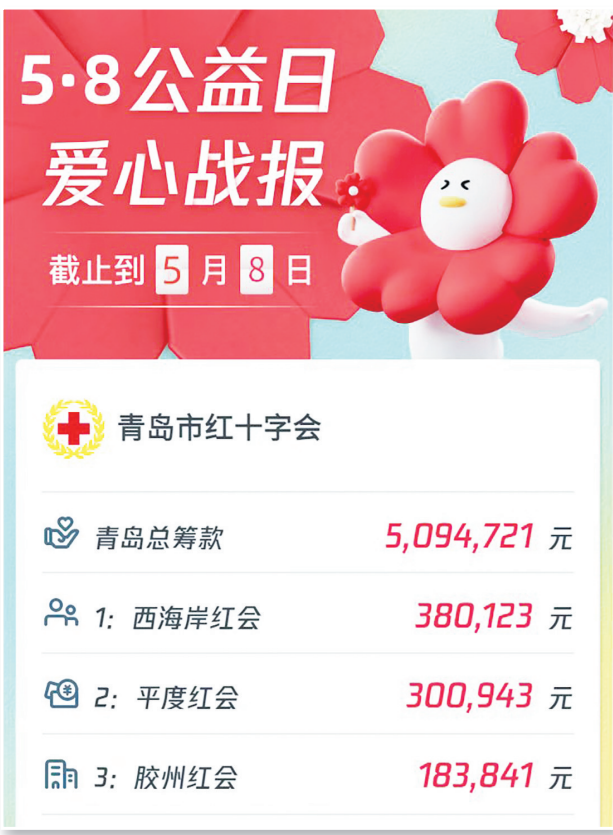 5·8公益日
爱心战报
截止到5月8日
青岛市红十字会
青岛总筹款 5,094,721 元
1: 西海岸红会 380,123 元
2: 平度红会 300,943 元
3: 胶州红会 183,841 元